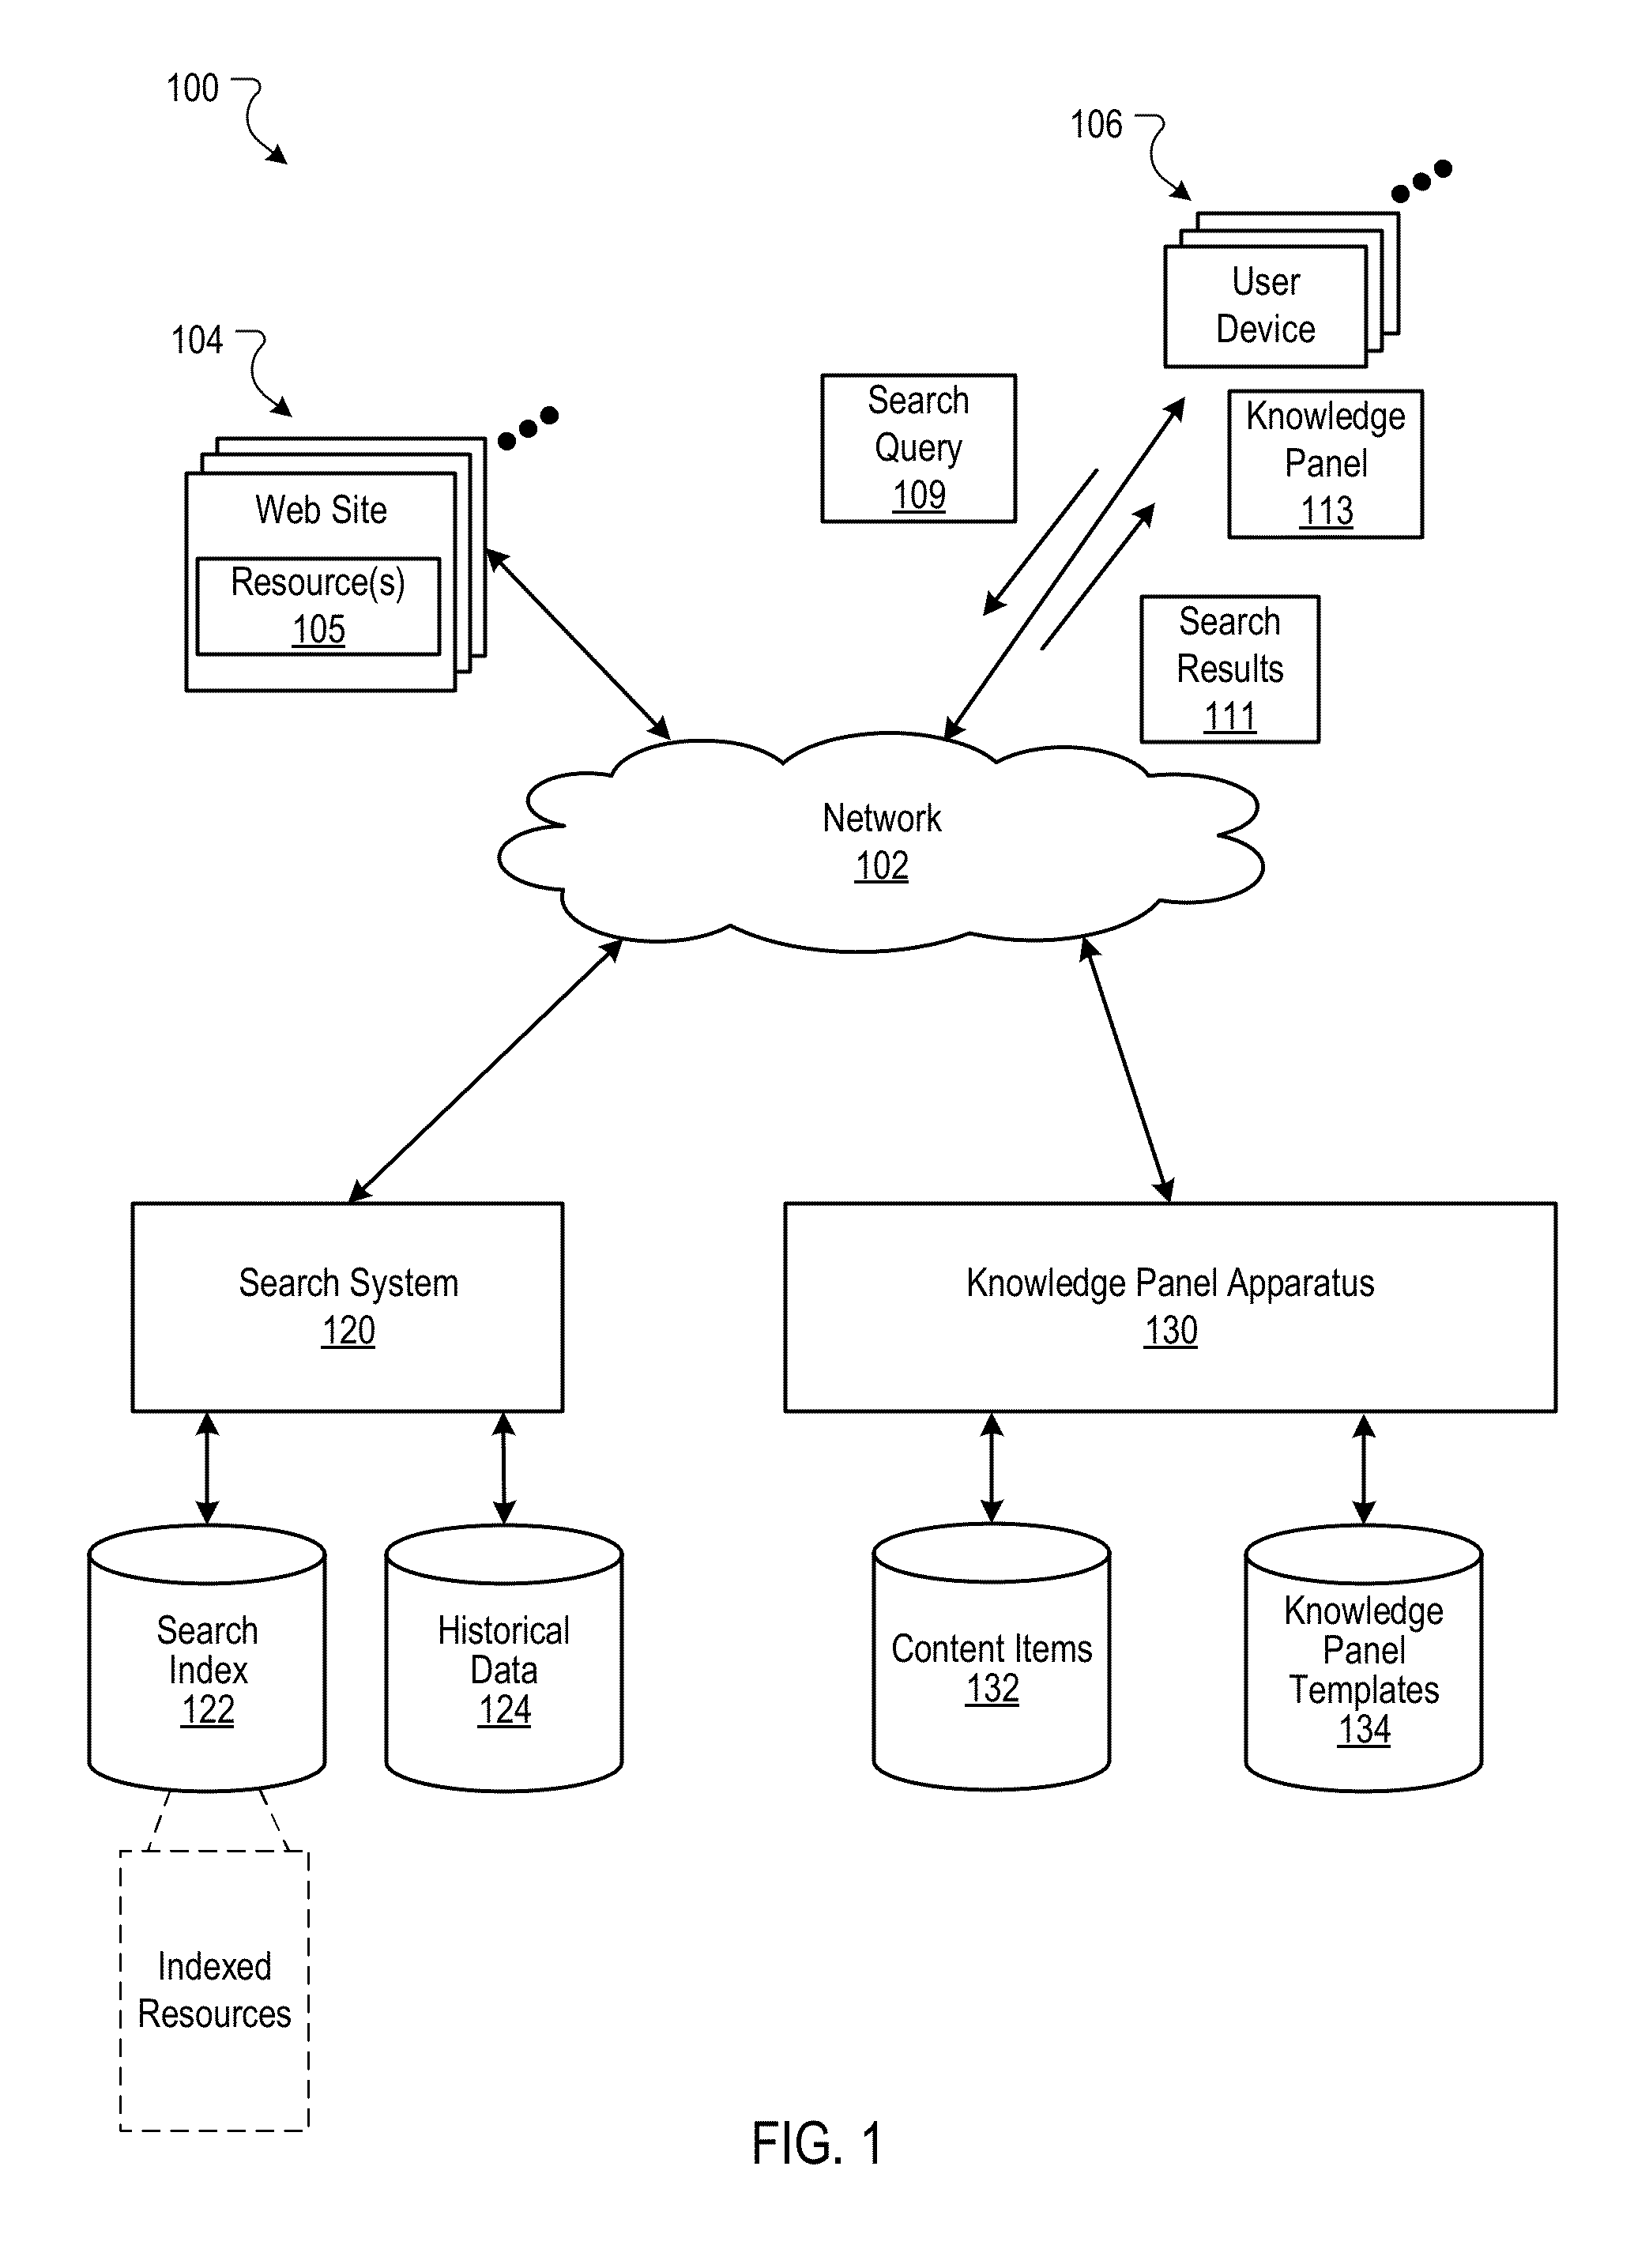 100
106
User
Device
104
Search
Query
109
Knowledge
Panel
113
Web Site
Resource(s)
105
Search
Results
111
Network
102
Search System
120
Knowledge Panel Apparatus
130
Search
Index
122
Historical
Data
124
Content Items
132
Knowledge
Panel
Templates
134
Indexed
Resources
FIG. 1